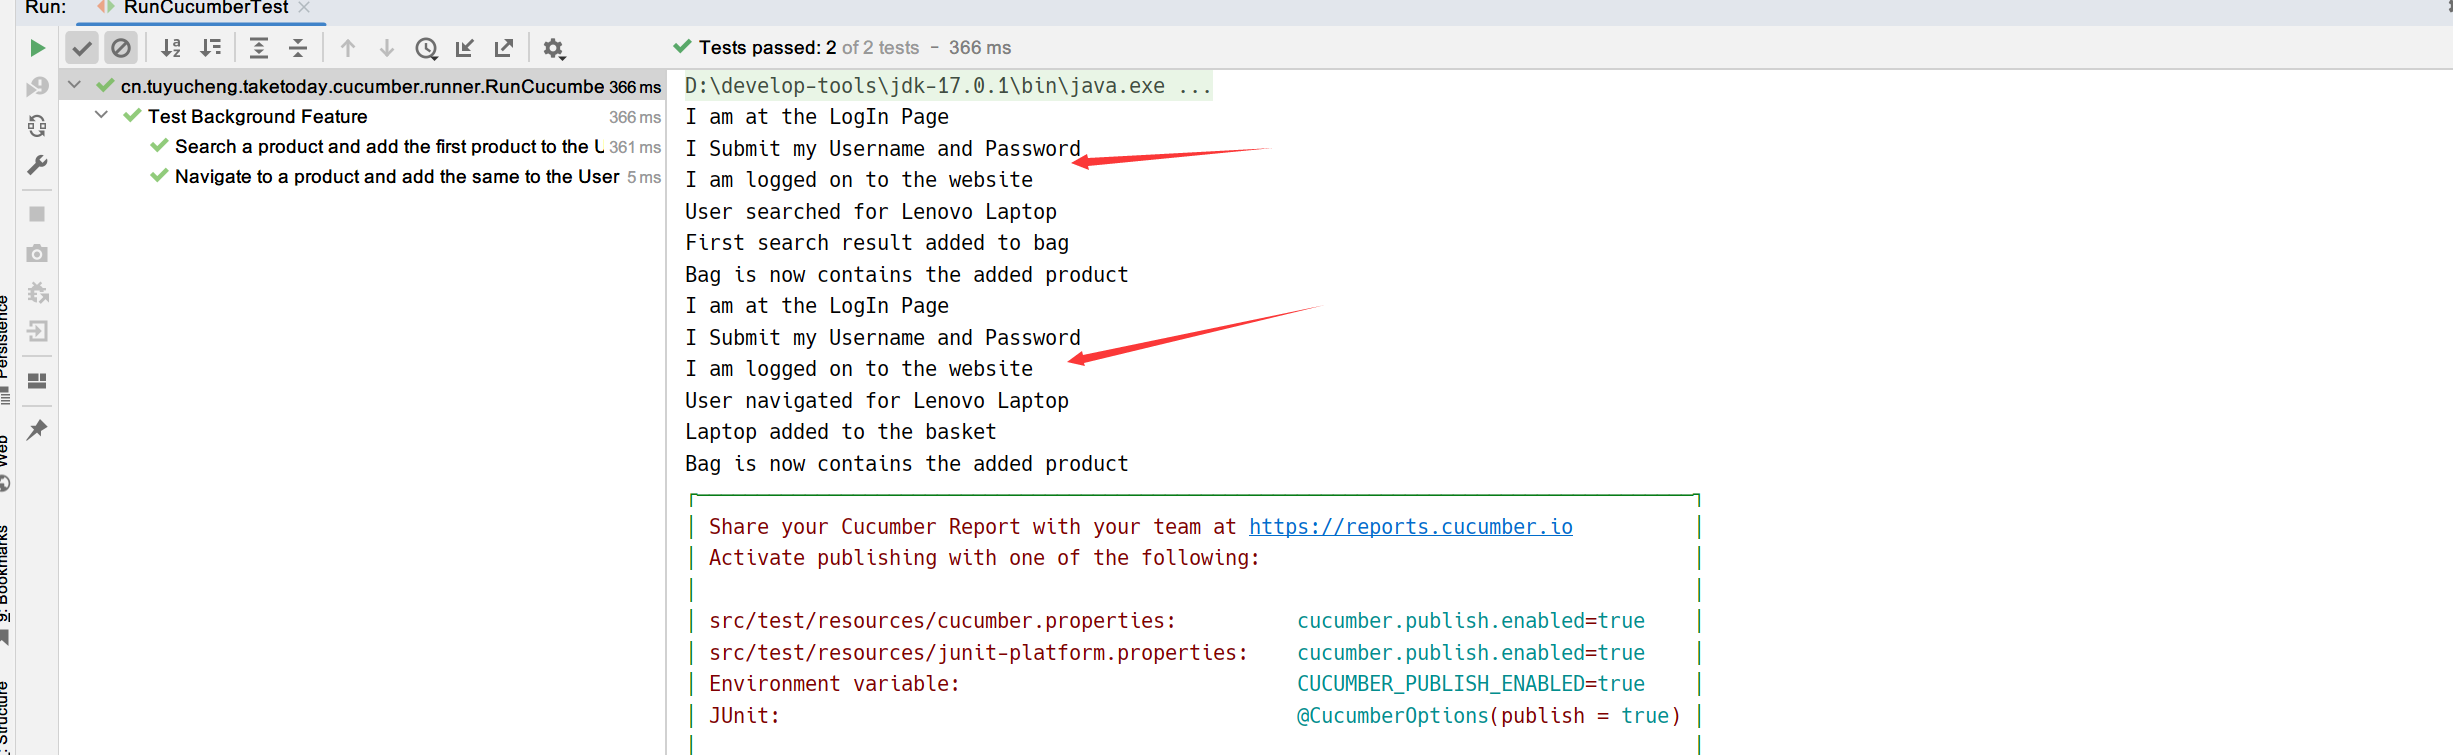 Run: RunCucumberTest
Tests passed: 2 of 2 tests – 366 ms
cn.tuyucheng.taketoday.cucumber.runner.RunCucumbe 366 ms
Test Background Feature 366 ms
Search a product and add the first product to the U 361 ms
Navigate to a product and add the same to the User 5 ms
D:\develop-tools\jdk-17.0.1\bin\java.exe ...
I am at the LogIn Page
I Submit my Username and Password
I am logged on to the website
User searched for Lenovo Laptop
First search result added to bag
Bag is now contains the added product
I am at the LogIn Page
I Submit my Username and Password
I am logged on to the website
User navigated for Lenovo Laptop
Laptop added to the basket
Bag is now contains the added product
Share your Cucumber Report with your team at https://reports.cucumber.io
Activate publishing with one of the following:
src/test/resources/cucumber.properties: cucumber.publish.enabled=true
src/test/resources/junit-platform.properties: cucumber.publish.enabled=true
Environment variable: CUCUMBER_PUBLISH_ENABLED=true
JUnit: @CucumberOptions(publish = true)
Persistence
Web
Bookmarks
Structure